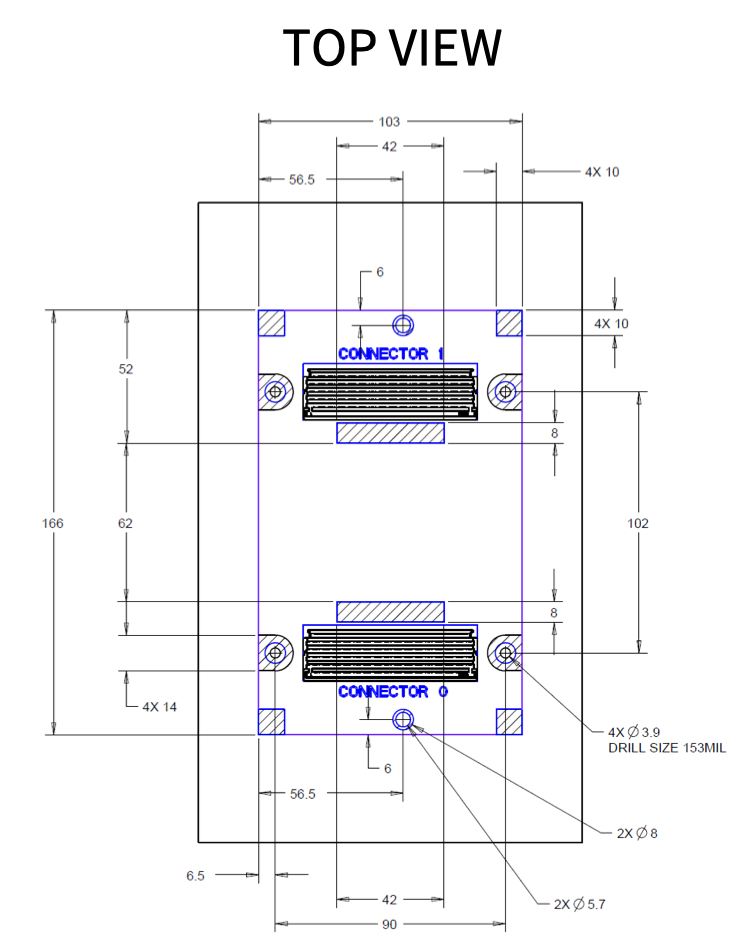 TOP VIEW
103
42
56.5
4X 10
6
4X 10
CONNECTOR 1
52
8
166
62
102
8
CONNECTOR 0
4X 14
4X Ø 3.9
DRILL SIZE 153MIL
6
56.5
2X Ø 8
6.5
42
2X Ø 5.7
90